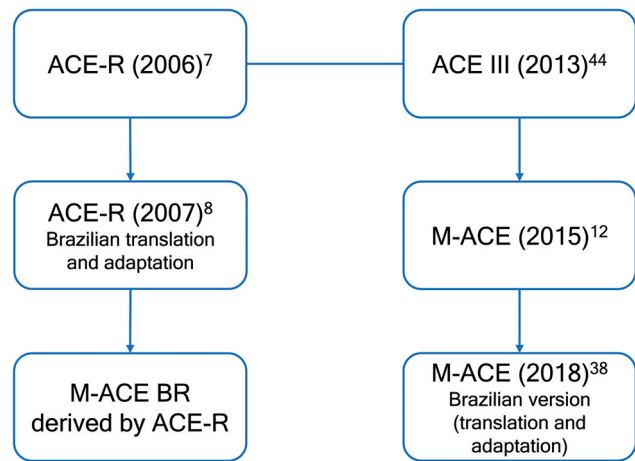 ACE-R (2006)⁷
ACE III (2013)⁴⁴
ACE-R (2007)⁸
Brazilian translation
and adaptation
M-ACE (2015)¹²
M-ACE BR
derived by ACE-R
M-ACE (2018)³⁸
Brazilian version
(translation and
adaptation)